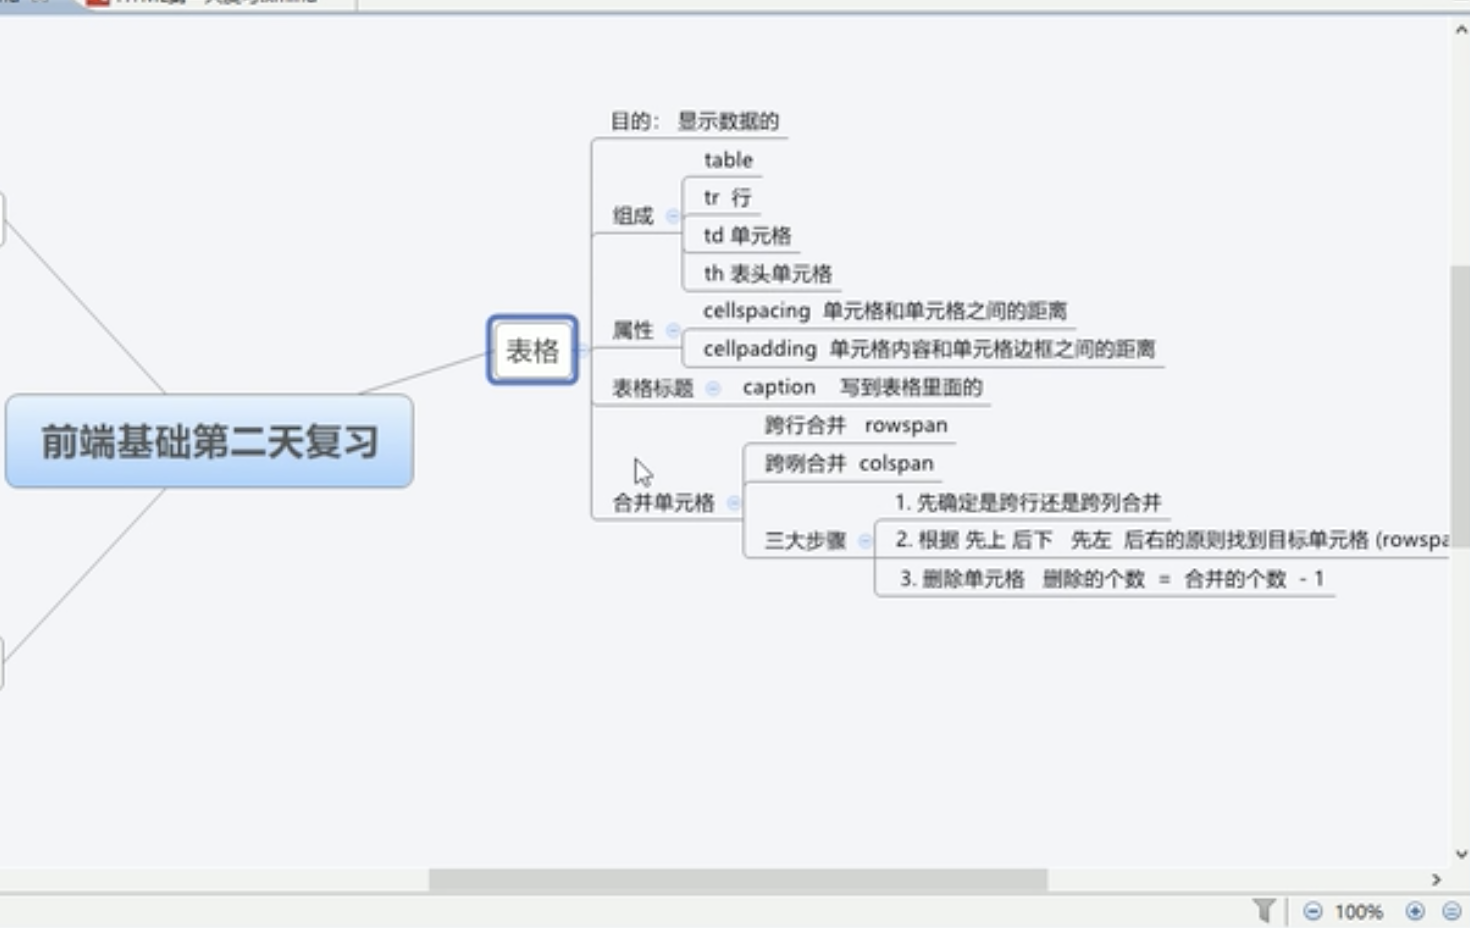 前端基础第二天复习
表格
目的： 显示数据的
组成
table
tr 行
td 单元格
th 表头单元格
属性
cellspacing 单元格和单元格之间的距离
cellpadding 单元格内容和单元格边框之间的距离
表格标题
caption 写到表格里面的
合并单元格
跨行合并 rowspan
跨咧合并 colspan
三大步骤
1. 先确定是跨行还是跨列合并
2. 根据 先上 后下 先左 后右的原则找到目标单元格 (rowspa
3. 删除单元格 删除的个数 = 合并的个数 - 1
100%